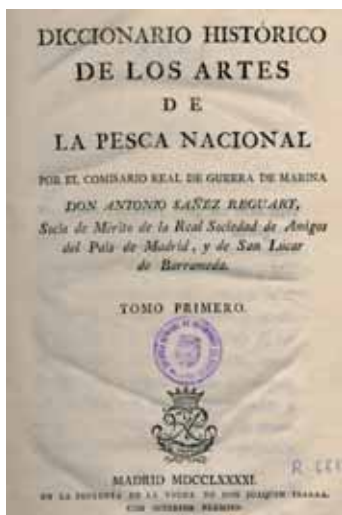 DICCIONARIO HISTÓRICO
DE LOS ARTES
DE
LA PESCA NACIONAL
POR EL COMISARIO REAL DE GUERRA DE MARINA
DON ANTONIO SAÑEZ REGUART,
Socio de Mérito de la Real Sociedad de Amigos
del País de Madrid, y de San Lucar
de Barrameda.
TOMO PRIMERO.
MADRID MDCCLXXXXI.
EN LA IMPRENTA DE LA VIUDA DE DON JOAQUIN IBARRA.
CON SUPERIOR PERMISO